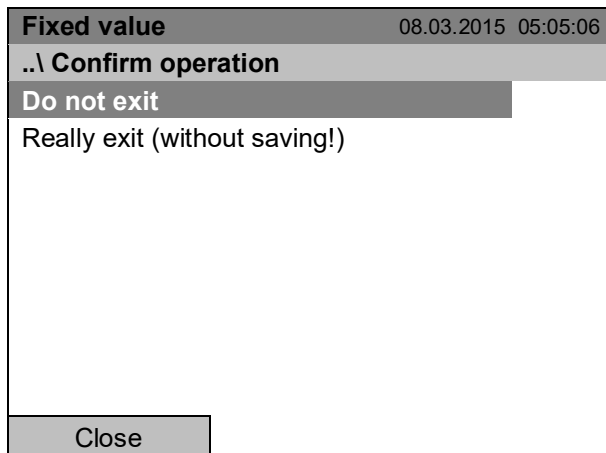 Fixed value 08.03.2015 05:05:06
..\ Confirm operation
Do not exit
Really exit (without saving!)
Close